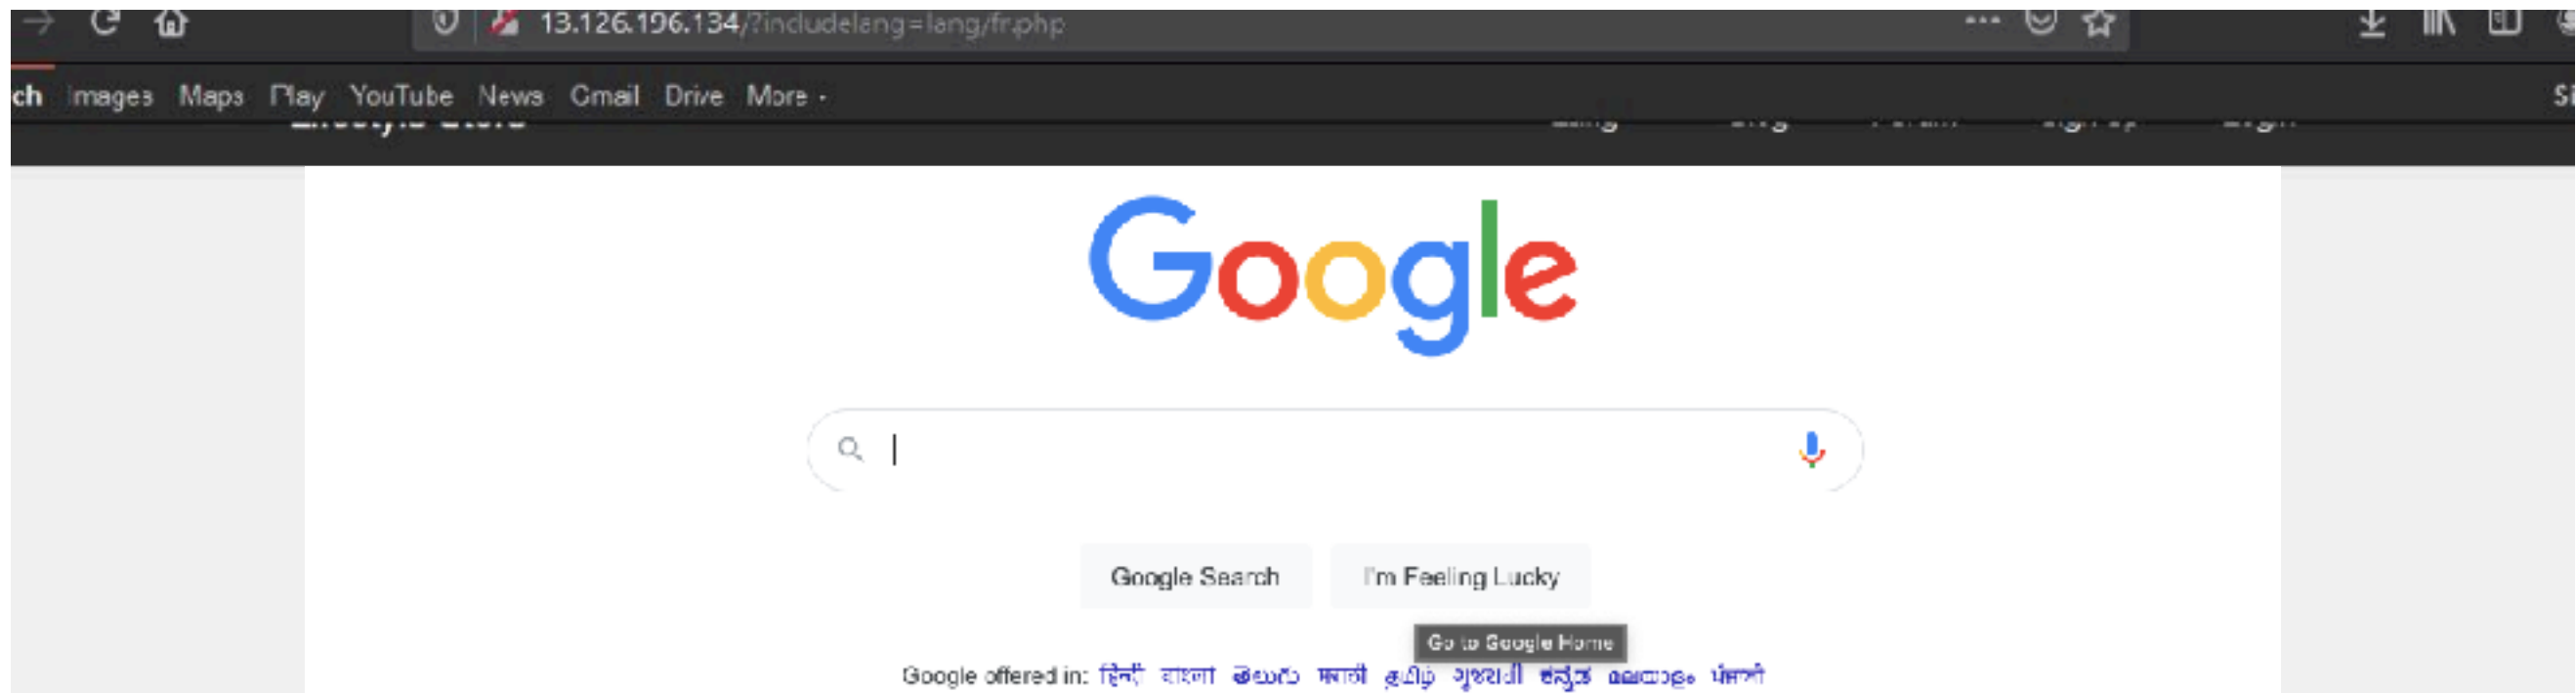 13.126.196.134/?includelang=lang/fr.php
ch Images Maps Play YouTube News Gmail Drive More
Google
Google Search I'm Feeling Lucky
Go to Google Home
Google offered in: हिन्दी বাংলা తెలుగు मराठी தமிழ் ગુજરાતી ಕನ್ನಡ മലയാളം ਪੰਜਾਬੀ